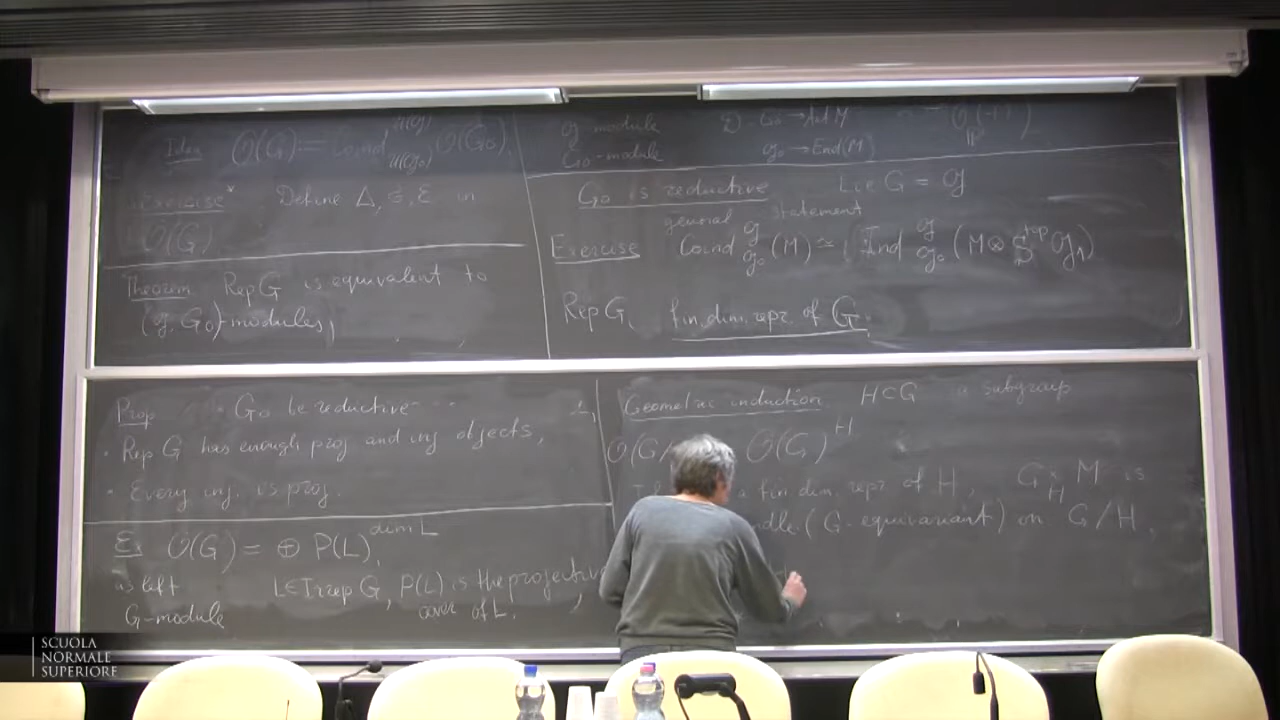 Idea O(G) := Coind U(g) U(g₀) O(G₀)
Exercise* Define Δ, ε, in
O(G)
Theorem Rep G is equivalent to
(g, G₀)-modules,
g-module
G₀-module
G₀ → Aut M
g₀ → End(M)
G₀ is reductive Lie G = g
general statement
Exercise Coind g g₀ (M) ≃ Ind g g₀ (M ⊗ S^top g₁)
Rep G, fin. dim. repr. of G.
Prop G₀ be reductive
• Rep G has enough proj and inj objects,
• Every inj. is proj.
Ex O(G) = ⊕ P(L)^dim L,
as left L ∈ Irrep G, P(L) is the projective
G-module cover of L.
Geometric induction H ⊂ G a subgroup
O(G/ O(G)^H
a fin dim. repr of H, G ×_H M is
(G-equivariant) on G/H,
SCUOLA
NORMALE
SUPERIORE